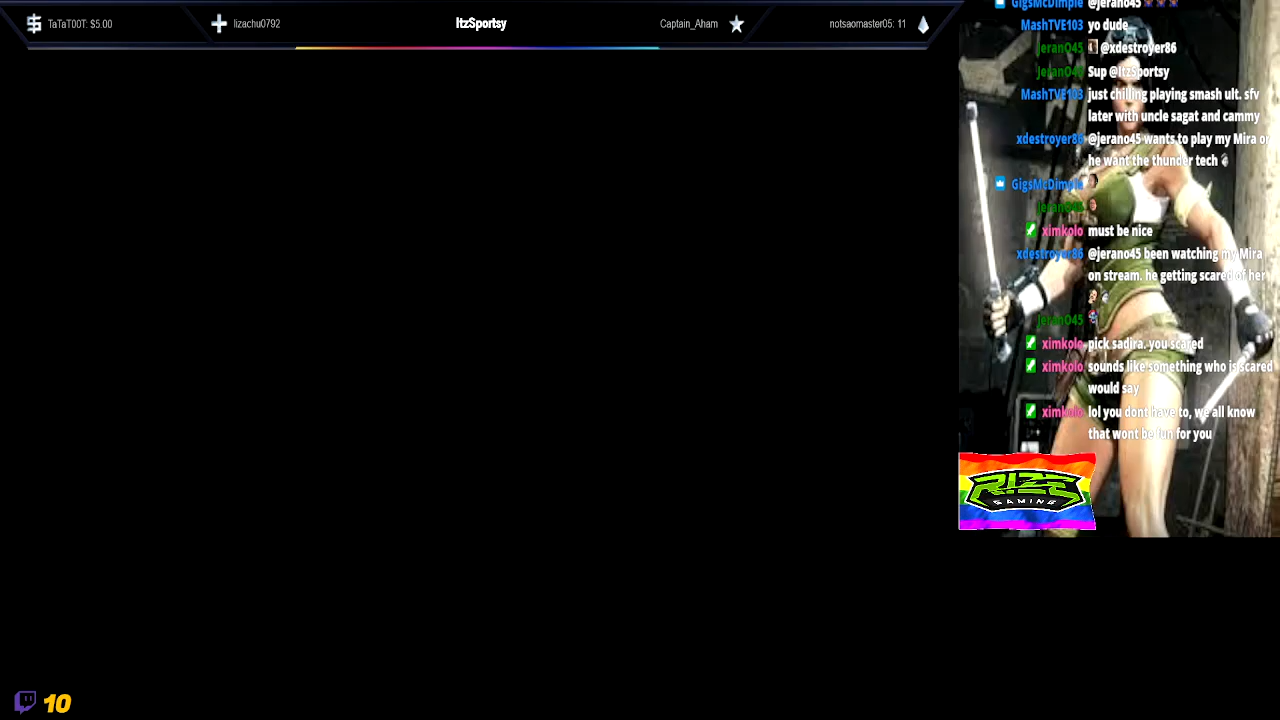 TaTaT00T: $5.00
lizachu0792
ItzSportsy
Captain_Aham
notsaomaster05: 11
GigsMcDimple @jerano45
MashTVE103 yo dude
JeranO45 @xdestroyer86
JeranO45 Sup @ItzSportsy
MashTVE103 just chilling playing smash ult. sfv
later with uncle sagat and cammy
xdestroyer86 @jerano45 wants to play my Mira or
he want the thunder tech
GigsMcDimple
JeranO45
ximkolo must be nice
xdestroyer86 @jerano45 been watching my Mira
on stream. he getting scared of her
JeranO45
ximkolo pick sadira. you scared
ximkolo sounds like something who is scared
would say
ximkolo lol you dont have to, we all know
that wont be fun for you
RIZE
GAMING
10